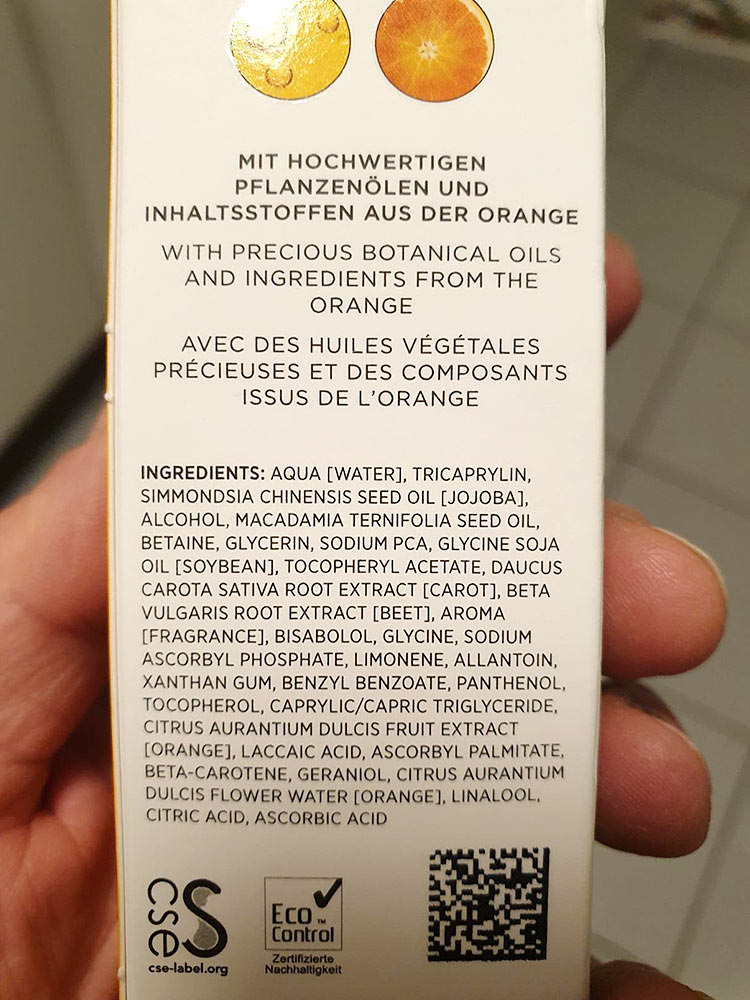 MIT HOCHWERTIGEN
PFLANZENÖLEN UND
INHALTSSTOFFEN AUS DER ORANGE
WITH PRECIOUS BOTANICAL OILS
AND INGREDIENTS FROM THE
ORANGE
AVEC DES HUILES VÉGÉTALES
PRÉCIEUSES ET DES COMPOSANTS
ISSUS DE L'ORANGE
INGREDIENTS: AQUA [WATER], TRICAPRYLIN,
SIMMONDSIA CHINENSIS SEED OIL [JOJOBA],
ALCOHOL, MACADAMIA TERNIFOLIA SEED OIL,
BETAINE, GLYCERIN, SODIUM PCA, GLYCINE SOJA
OIL [SOYBEAN], TOCOPHERYL ACETATE, DAUCUS
CAROTA SATIVA ROOT EXTRACT [CAROT], BETA
VULGARIS ROOT EXTRACT [BEET], AROMA
[FRAGRANCE], BISABOLOL, GLYCINE, SODIUM
ASCORBYL PHOSPHATE, LIMONENE, ALLANTOIN,
XANTHAN GUM, BENZYL BENZOATE, PANTHENOL,
TOCOPHEROL, CAPRYLIC/CAPRIC TRIGLYCERIDE,
CITRUS AURANTIUM DULCIS FRUIT EXTRACT
[ORANGE], LACCAIC ACID, ASCORBYL PALMITATE,
BETA-CAROTENE, GERANIOL, CITRUS AURANTIUM
DULCIS FLOWER WATER [ORANGE], LINALOOL,
CITRIC ACID, ASCORBIC ACID
cse
cse-label.org
Eco™
Control
Zertifizierte
Nachhaltigkeit